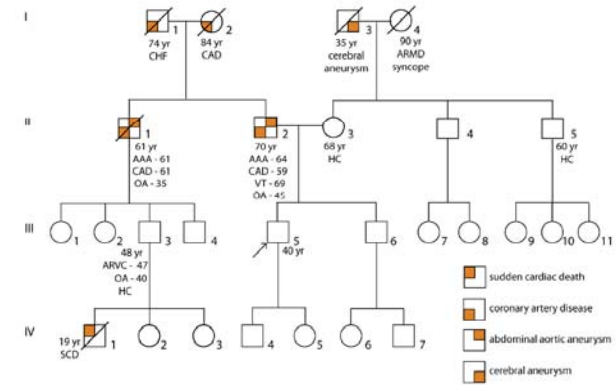 I
1
2
3
4
74 yr
CHF
84 yr
CAD
35 yr
cerebral
aneurysm
90 yr
ARMD
syncope
II
1
2
3
4
5
61 yr
AAA - 61
CAD - 61
OA - 35
70 yr
AAA - 64
CAD - 59
VT - 69
OA - 45
68 yr
HC
60 yr
HC
III
1
2
3
4
5
6
7
8
9
10
11
48 yr
ARVC - 47
OA - 40
HC
40 yr
IV
19 yr
SCD
1
2
3
4
5
6
7
sudden cardiac death
coronary artery disease
abdominal aortic aneurysm
cerebral aneurysm